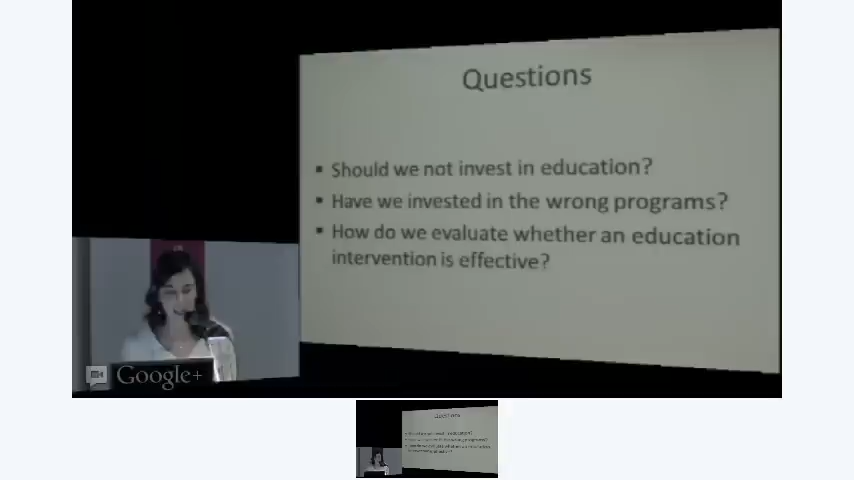 Questions
▪ Should we not invest in education?
▪ Have we invested in the wrong programs?
▪ How do we evaluate whether an education
intervention is effective?
Google+